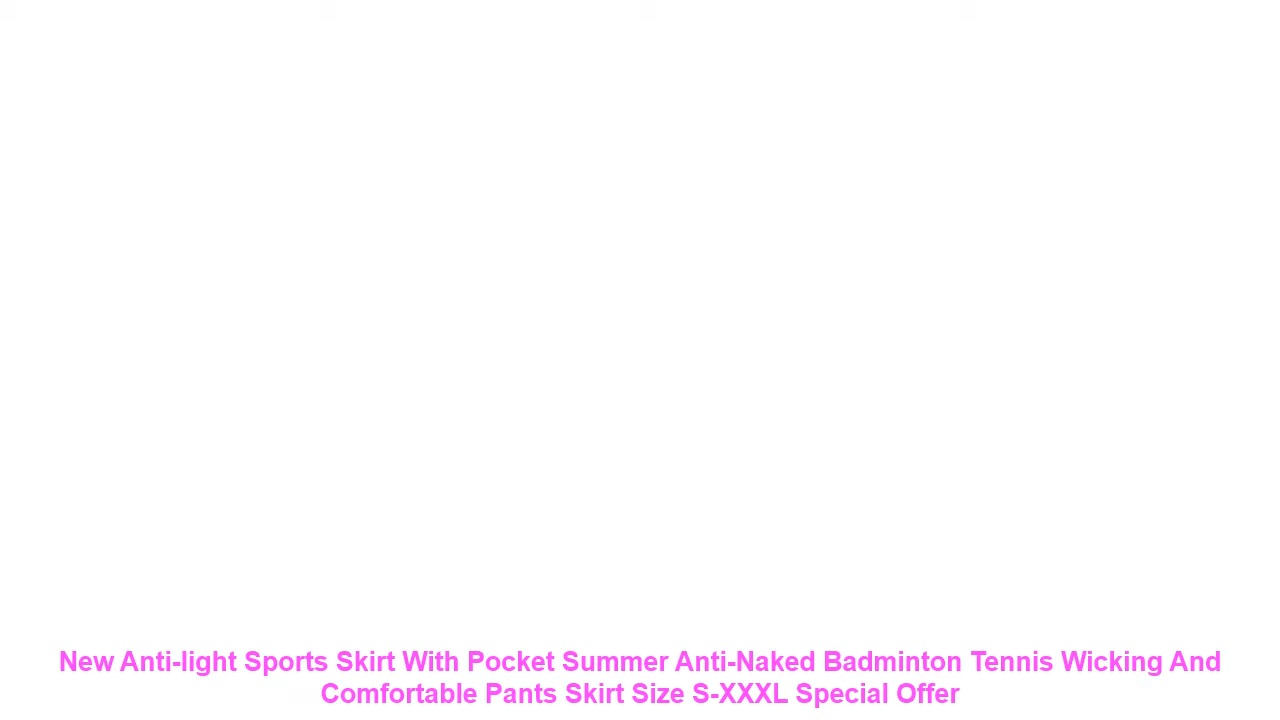 New Anti-light Sports Skirt With Pocket Summer Anti-Naked Badminton Tennis Wicking And
Comfortable Pants Skirt Size S-XXXL Special Offer